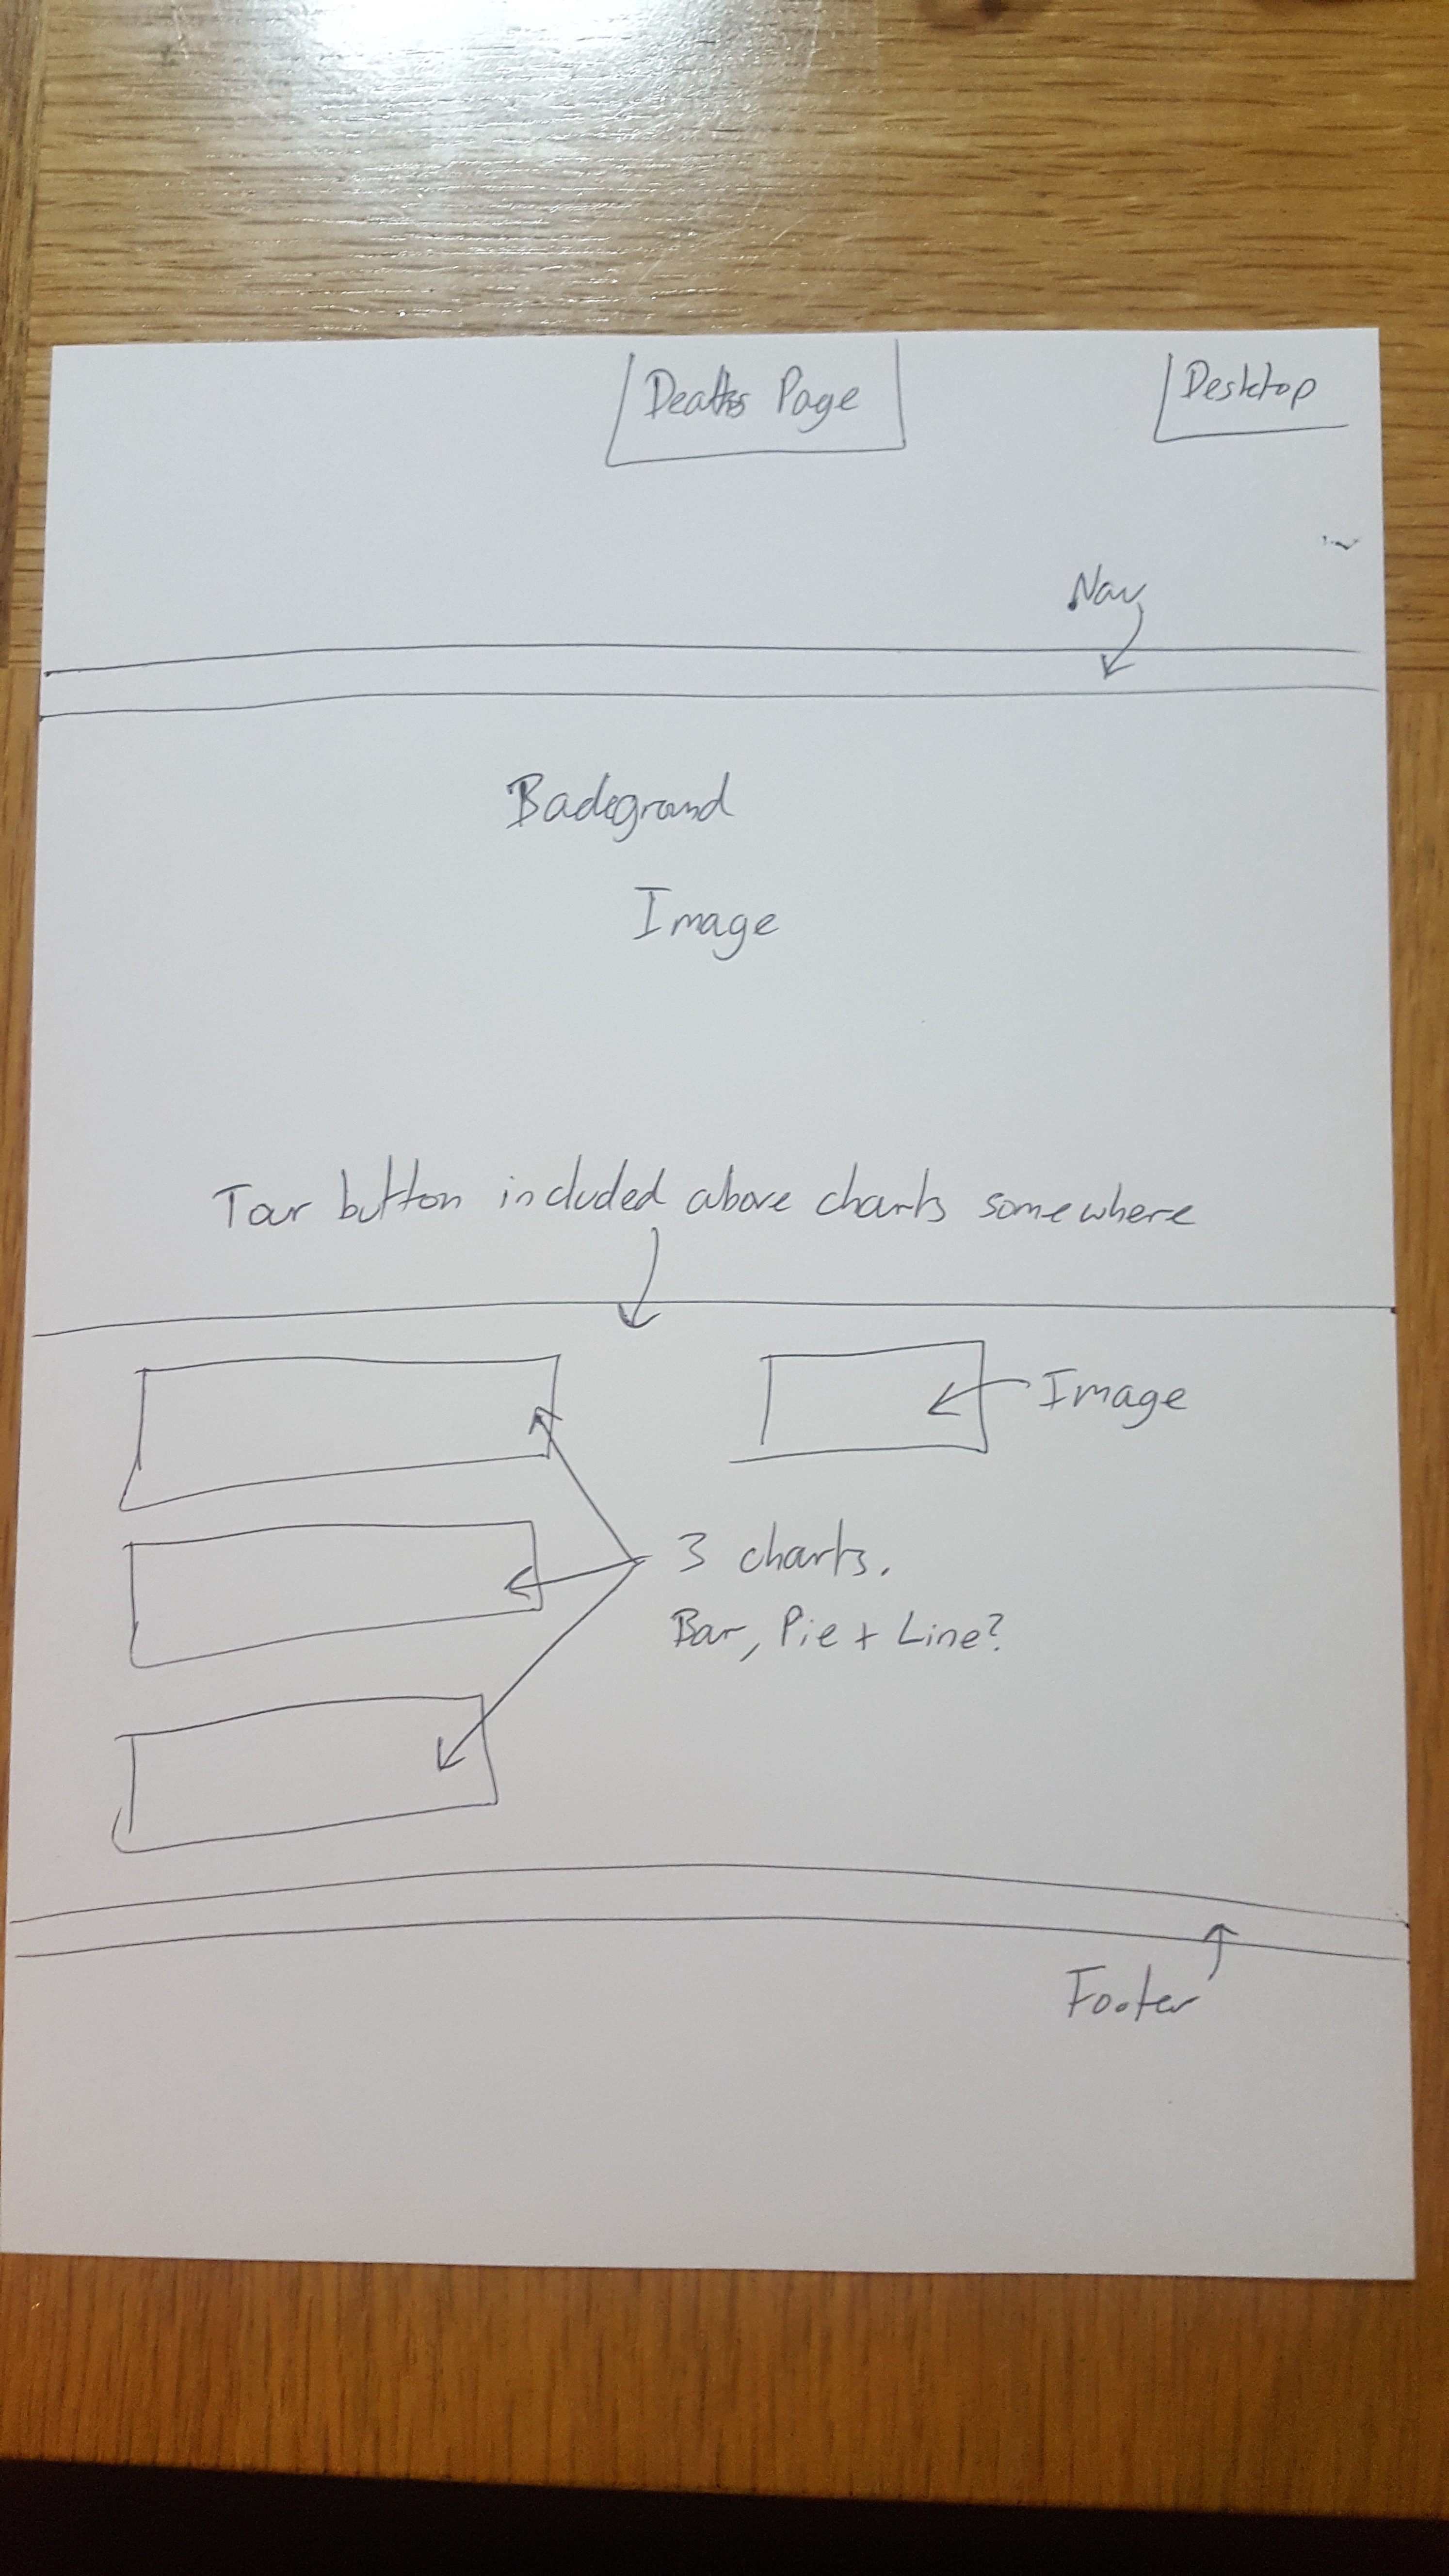 Deaths Page
Desktop
Nav
Background
Image
Tour button included above charts somewhere
Image
3 charts.
Bar, Pie + Line?
Footer